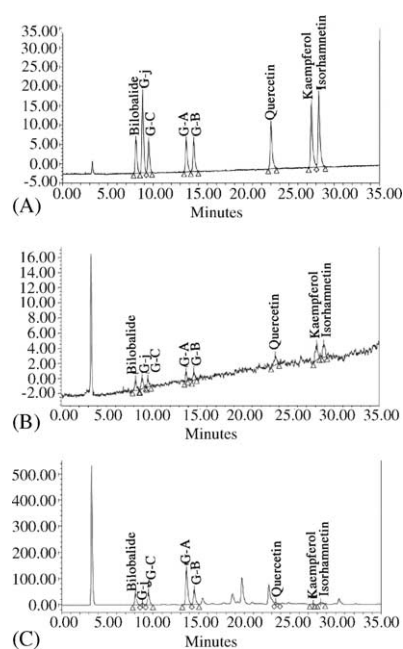 35.00
30.00
25.00
20.00
15.00
10.00
5.00
0.00
-5.00
Bilobalide
G-j
G-C
G-A
G-B
Quercetin
Kaempferol
Isorhamnetin
0.00 5.00 10.00 15.00 20.00 25.00 30.00 35.00
(A) Minutes
16.00
14.00
12.00
10.00
8.00
6.00
4.00
2.00
0.00
-2.00
Bilobalide
G-j
G-C
G-A
G-B
Quercetin
Kaempferol
Isorhamnetin
0.00 5.00 10.00 15.00 20.00 25.00 30.00 35.00
(B) Minutes
500.00
400.00
300.00
200.00
100.00
0.00
Bilobalide
G-j
G-C
G-A
G-B
Quercetin
Kaempferol
Isorhamnetin
0.00 5.00 10.00 15.00 20.00 25.00 30.00 35.00
(C) Minutes